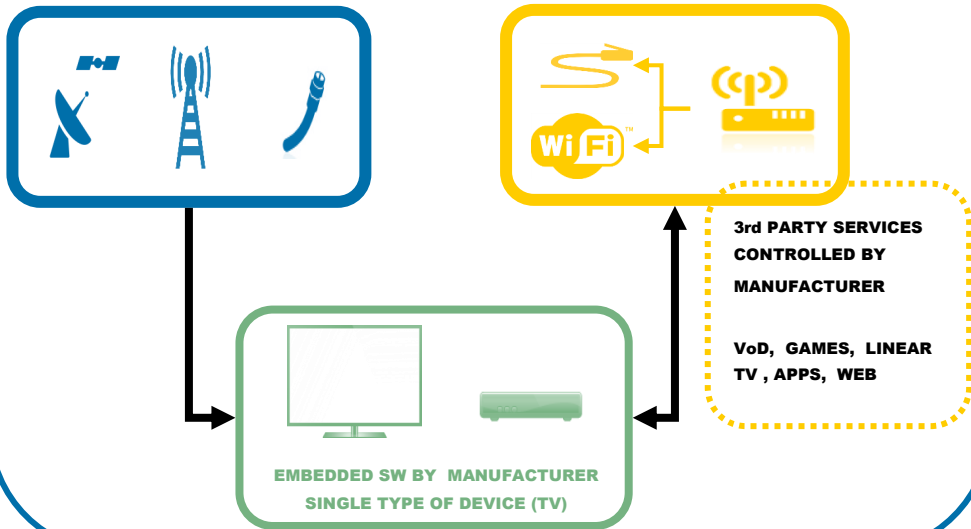 Wi Fi™
3rd PARTY SERVICES
CONTROLLED BY
MANUFACTURER
VoD, GAMES, LINEAR
TV , APPS, WEB
EMBEDDED SW BY MANUFACTURER
SINGLE TYPE OF DEVICE (TV)